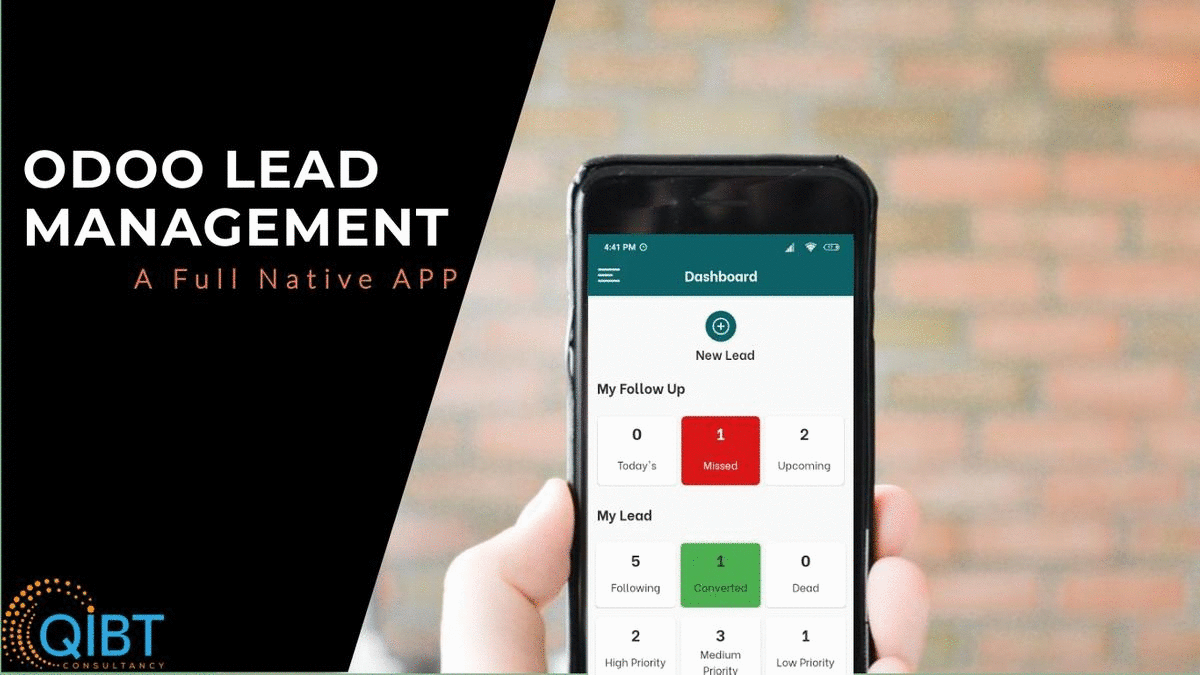 ODOO LEAD
MANAGEMENT
A Full Native APP
QiBT
CONSULTANCY
4:41 PM
Dashboard
New Lead
My Follow Up
0
1
2
Today's
Missed
Upcoming
My Lead
5
1
0
Following
Converted
Dead
2
3
1
High Priority
Medium
Priority
Low Priority